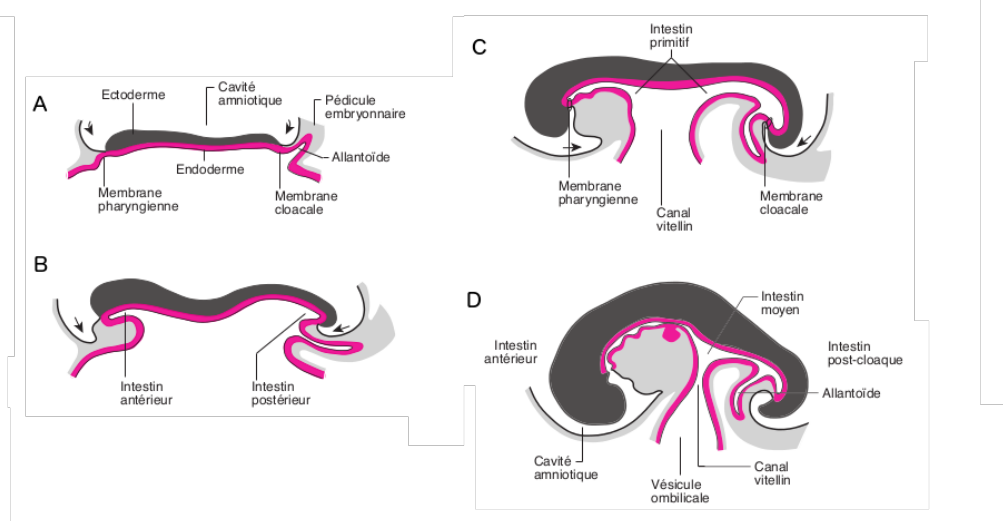 A
Ectoderme
Cavité
amniotique
Pédicule
embryonnaire
Allantoïde
Endoderme
Membrane
pharyngienne
Membrane
cloacale
B
Intestin
antérieur
Intestin
postérieur
C
Intestin
primitif
Membrane
pharyngienne
Canal
vitellin
Membrane
cloacale
D
Intestin
moyen
Intestin
antérieur
Intestin
post-cloaque
Allantoïde
Cavité
amniotique
Vésicule
ombilicale
Canal
vitellin